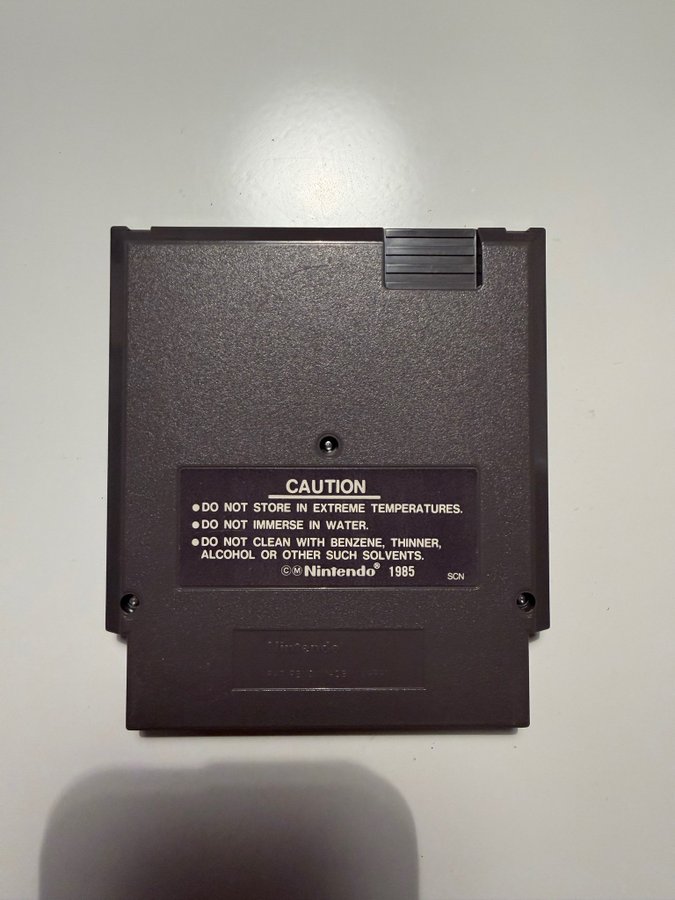 CAUTION
●DO NOT STORE IN EXTREME TEMPERATURES.
●DO NOT IMMERSE IN WATER.
●DO NOT CLEAN WITH BENZENE, THINNER,
ALCOHOL OR OTHER SUCH SOLVENTS.
©Ⓜ Nintendo® 1985 SCN
Nintendo